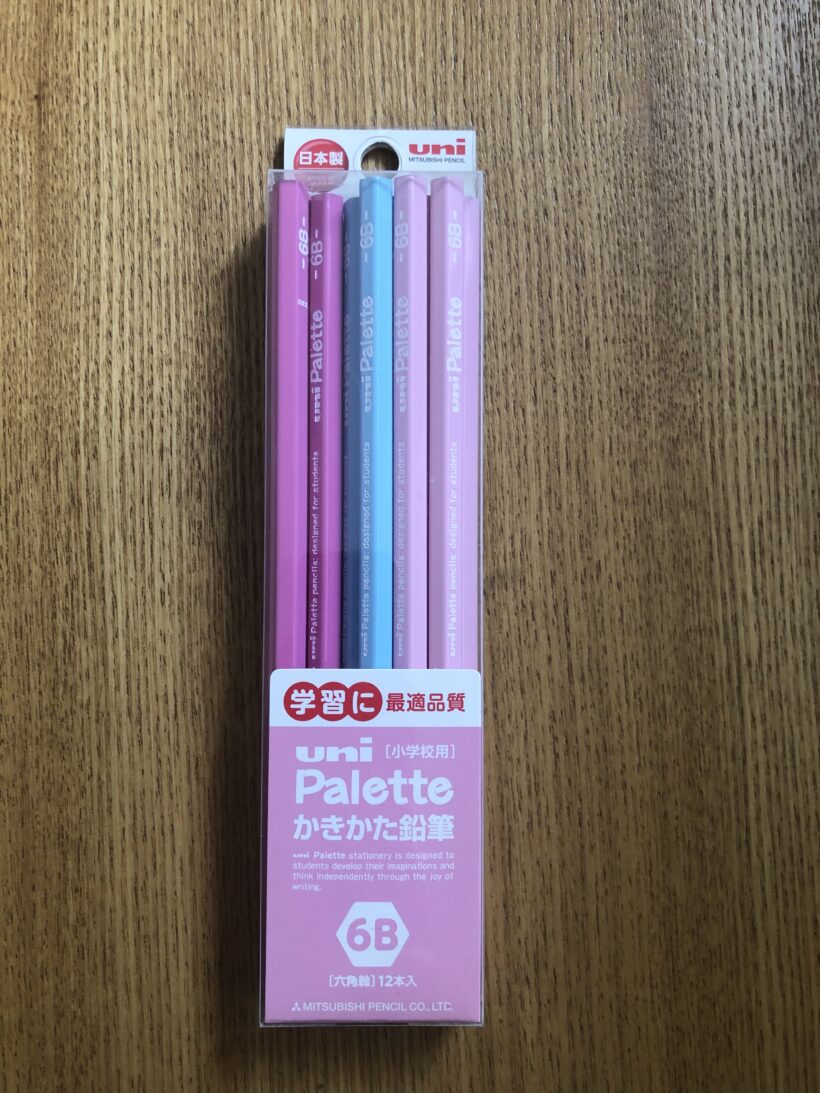 日本製
uni
MITSUBISHI PENCIL
- 6B -
- 6B -
- 6B -
- 6B -
- 6B -
uni Palette
uni Palette
uni Palette
uni Palette
uni Palette pencils: designed for students
uni Palette pencils: designed for students
uni Palette pencils: designed for students
uni Palette pencils: designed for students
学習に最適品質
uni [小学校用]
Palette
かきかた鉛筆
uni Palette stationery is designed to
students develop their imaginations and
think independently through the joy of
writing.
6B
[六角軸]12本入
MITSUBISHI PENCIL CO., LTD.